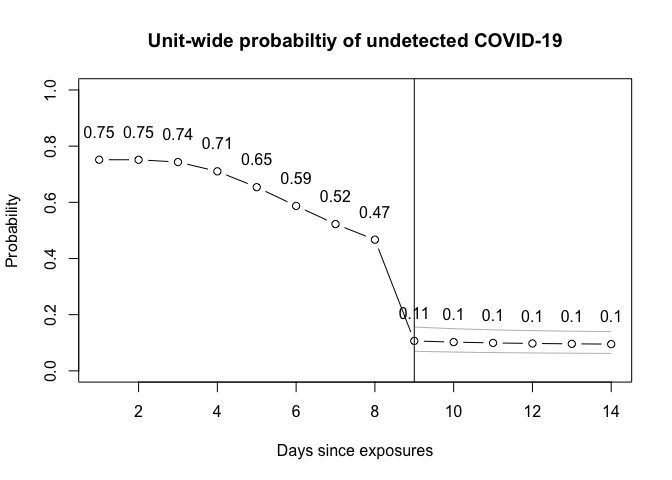 Unit-wide probabiltiy of undetected COVID-19
Probability
1.0
0.8
0.6
0.4
0.2
0.0
0.75 0.75 0.74 0.71 0.65 0.59 0.52 0.47 0.11 0.1 0.1 0.1 0.1 0.1
2 4 6 8 10 12 14
Days since exposures